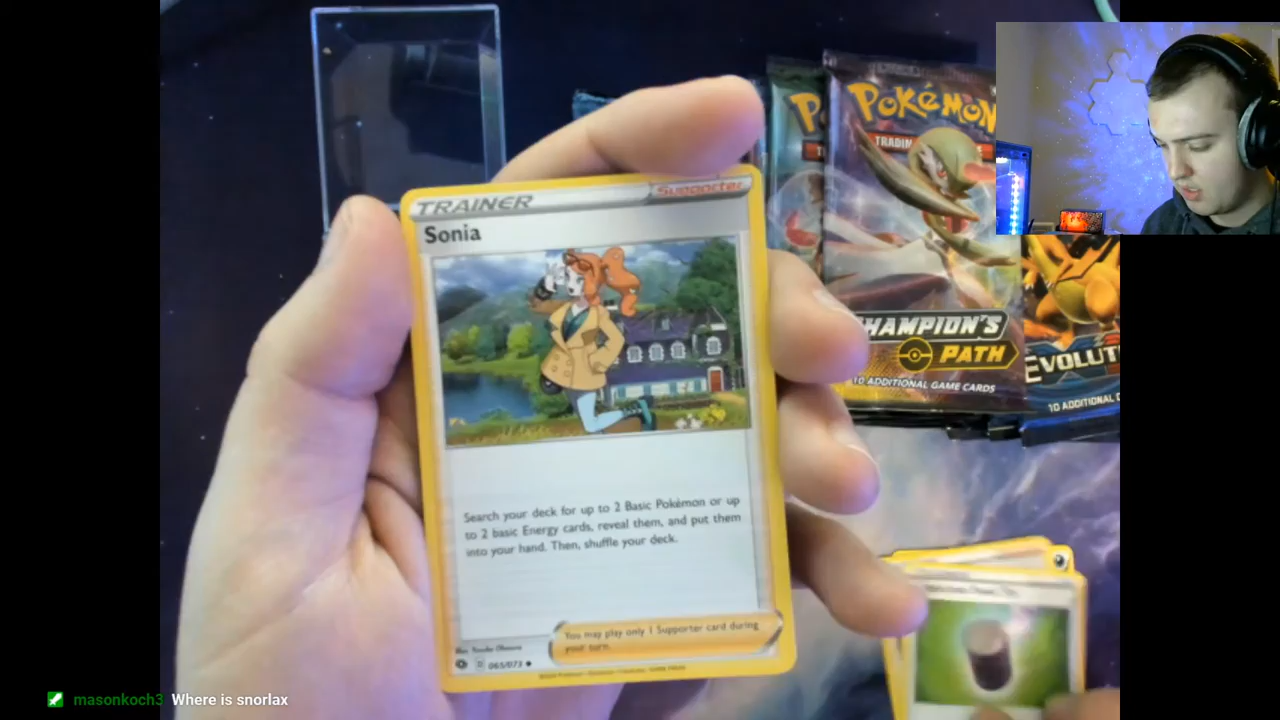 POKÉMON
CHAMPION'S
PATH
10 ADDITIONAL GAME CARDS
EVOLUT
10 ADDITIONAL
TRAINER
Supporter
Sonia
Search your deck for up to 2 Basic Pokémon or up
to 2 basic Energy cards, reveal them, and put them
into your hand. Then, shuffle your deck.
You may play only 1 Supporter card during
your turn.
065/073
masonkoch3 Where is snorlax